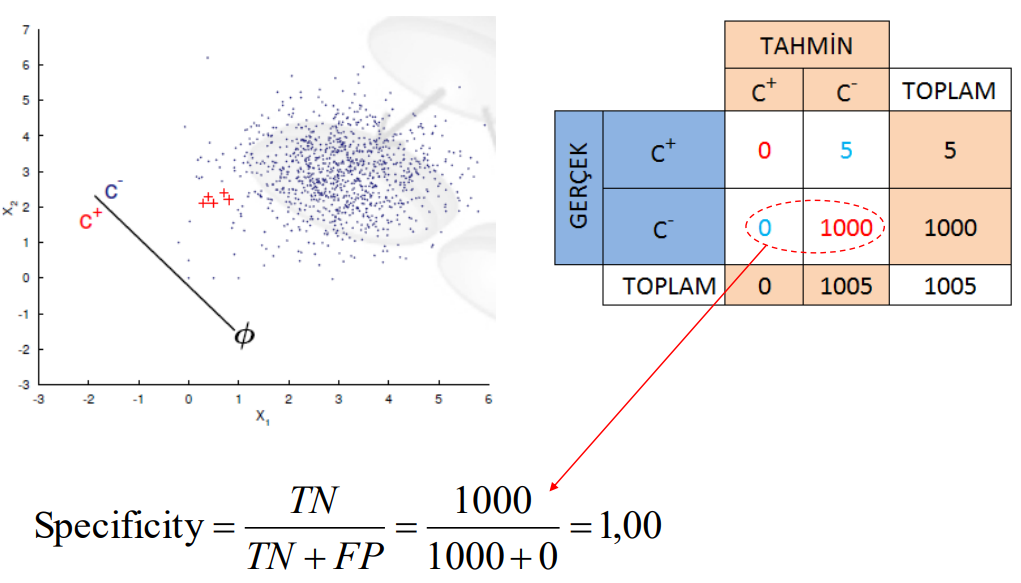 7
6
5
4
3
2
1
0
-1
-2
-3
X₂
C⁻
C⁺
ϕ
-3 -2 -1 0 1 2 3 4 5 6
X₁
TAHMİN
C⁺ C⁻ TOPLAM
GERÇEK
C⁺ 0 5 5
C⁻ 0 1000 1000
TOPLAM 0 1005 1005
Specificity = TN / (TN + FP) = 1000 / (1000 + 0) = 1,00